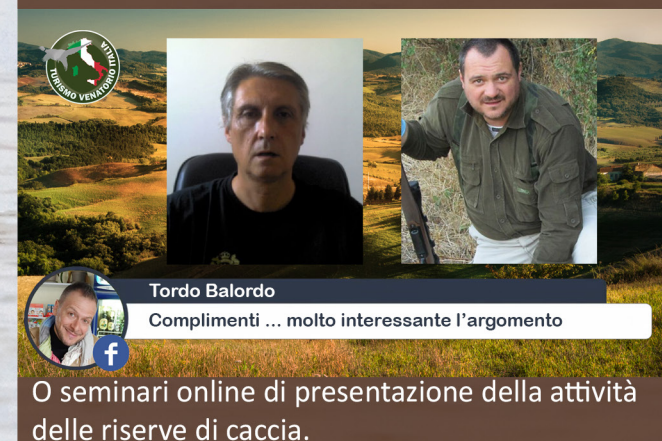 TURISMO VENATORIO ITALIA
Tordo Balordo
Complimenti ... molto interessante l'argomento
f
O seminari online di presentazione della attività
delle riserve di caccia.